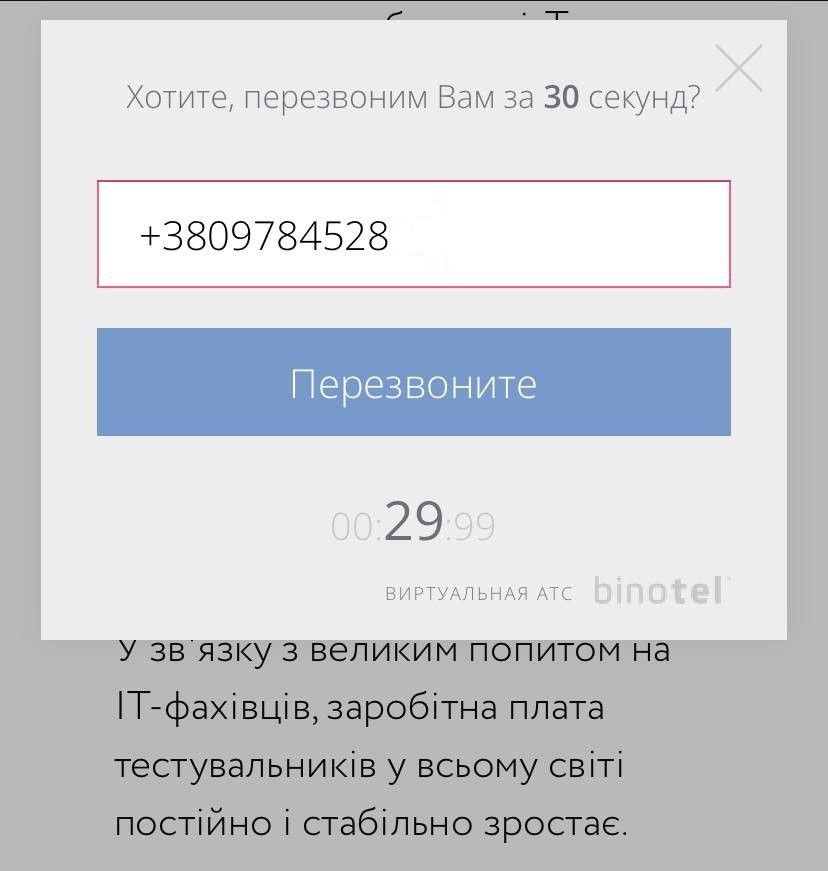 Хотите, перезвоним Вам за 30 секунд?
+3809784528
Перезвоните
00:29:99
ВИРТУАЛЬНАЯ АТС binotel
У зв'язку з великим попитом на
ІТ-фахівців, заробітна плата
тестувальників у всьому світі
постійно і стабільно зростає.